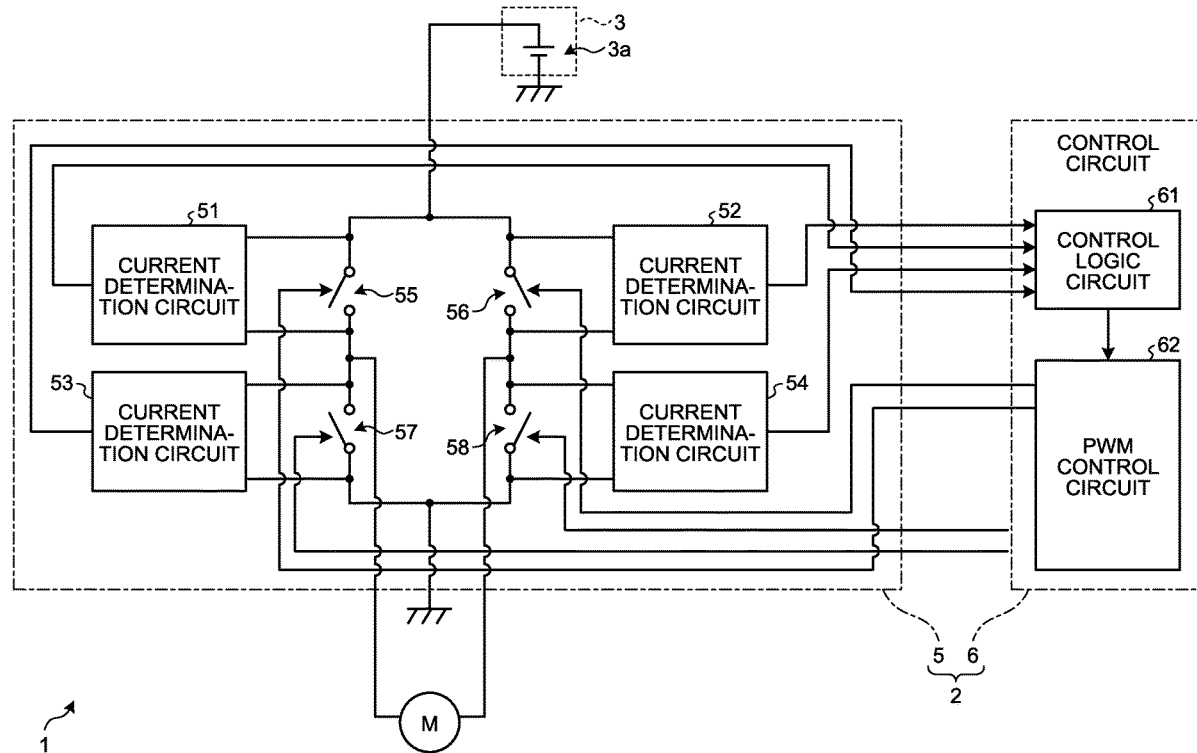 3
3a
CONTROL
CIRCUIT
51
CURRENT
DETERMINA-
TION CIRCUIT
55
56
52
CURRENT
DETERMINA-
TION CIRCUIT
61
CONTROL
LOGIC
CIRCUIT
53
CURRENT
DETERMINA-
TION CIRCUIT
57
58
54
CURRENT
DETERMINA-
TION CIRCUIT
62
PWM
CONTROL
CIRCUIT
5 6
2
M
1